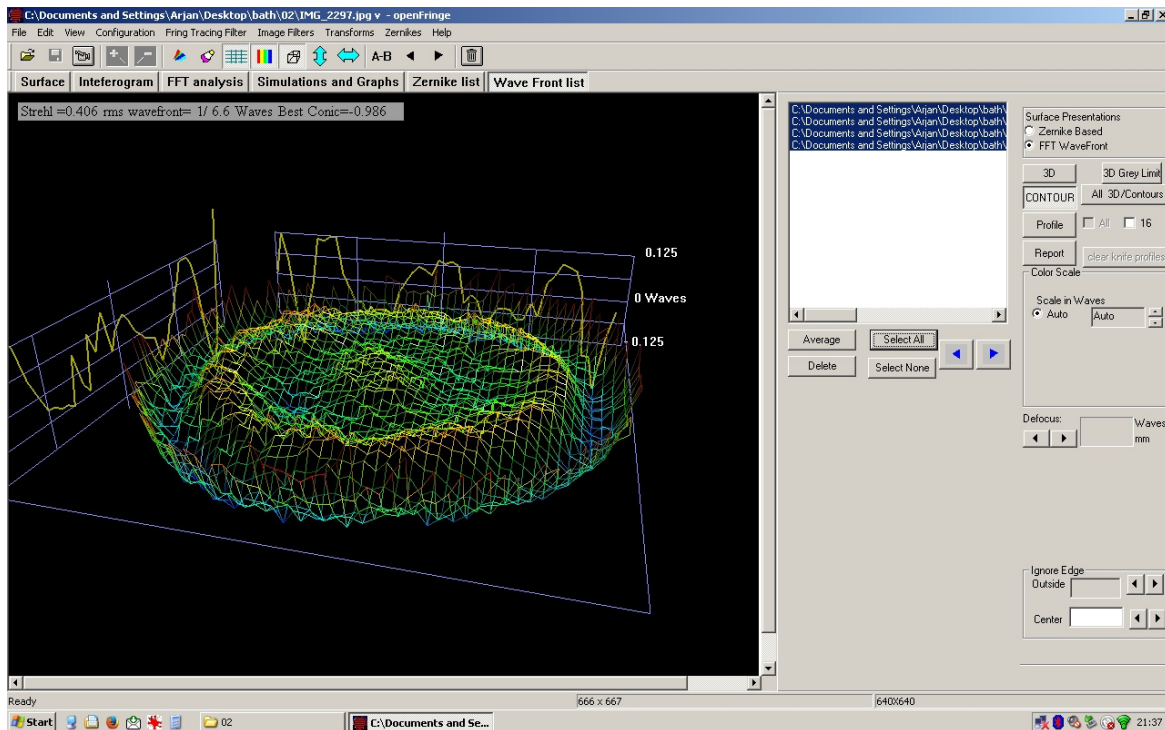 C:\Documents and Settings\Arjan\Desktop\bath\02\IMG_2297.jpg v - openFringe
File Edit View Configuration Fring Tracing Filter Image Filters Transforms Zernikes Help
A-B
Surface Inteferogram FFT analysis Simulations and Graphs Zernike list Wave Front list
Strehl =0.406 rms wavefront= 1/ 6.6 Waves Best Conic=-0.986
0.125
0 Waves
0.125
C:\Documents and Settings\Arjan\Desktop\bath\
C:\Documents and Settings\Arjan\Desktop\bath\
C:\Documents and Settings\Arjan\Desktop\bath\
C:\Documents and Settings\Arjan\Desktop\bath\
Average Select All
Delete Select None
Surface Presentations
Zernike Based
FFT WaveFront
3D 3D Grey Limit
CONTOUR All 3D/Contours
Profile All 16
Report clear knife profiles
Color Scale
Scale in Waves
Auto Auto
Defocus:
Waves
mm
Ignore Edge
Outside
Center
Ready 666 x 667 640X640
Start 02 C:\Documents and Se... 21:37